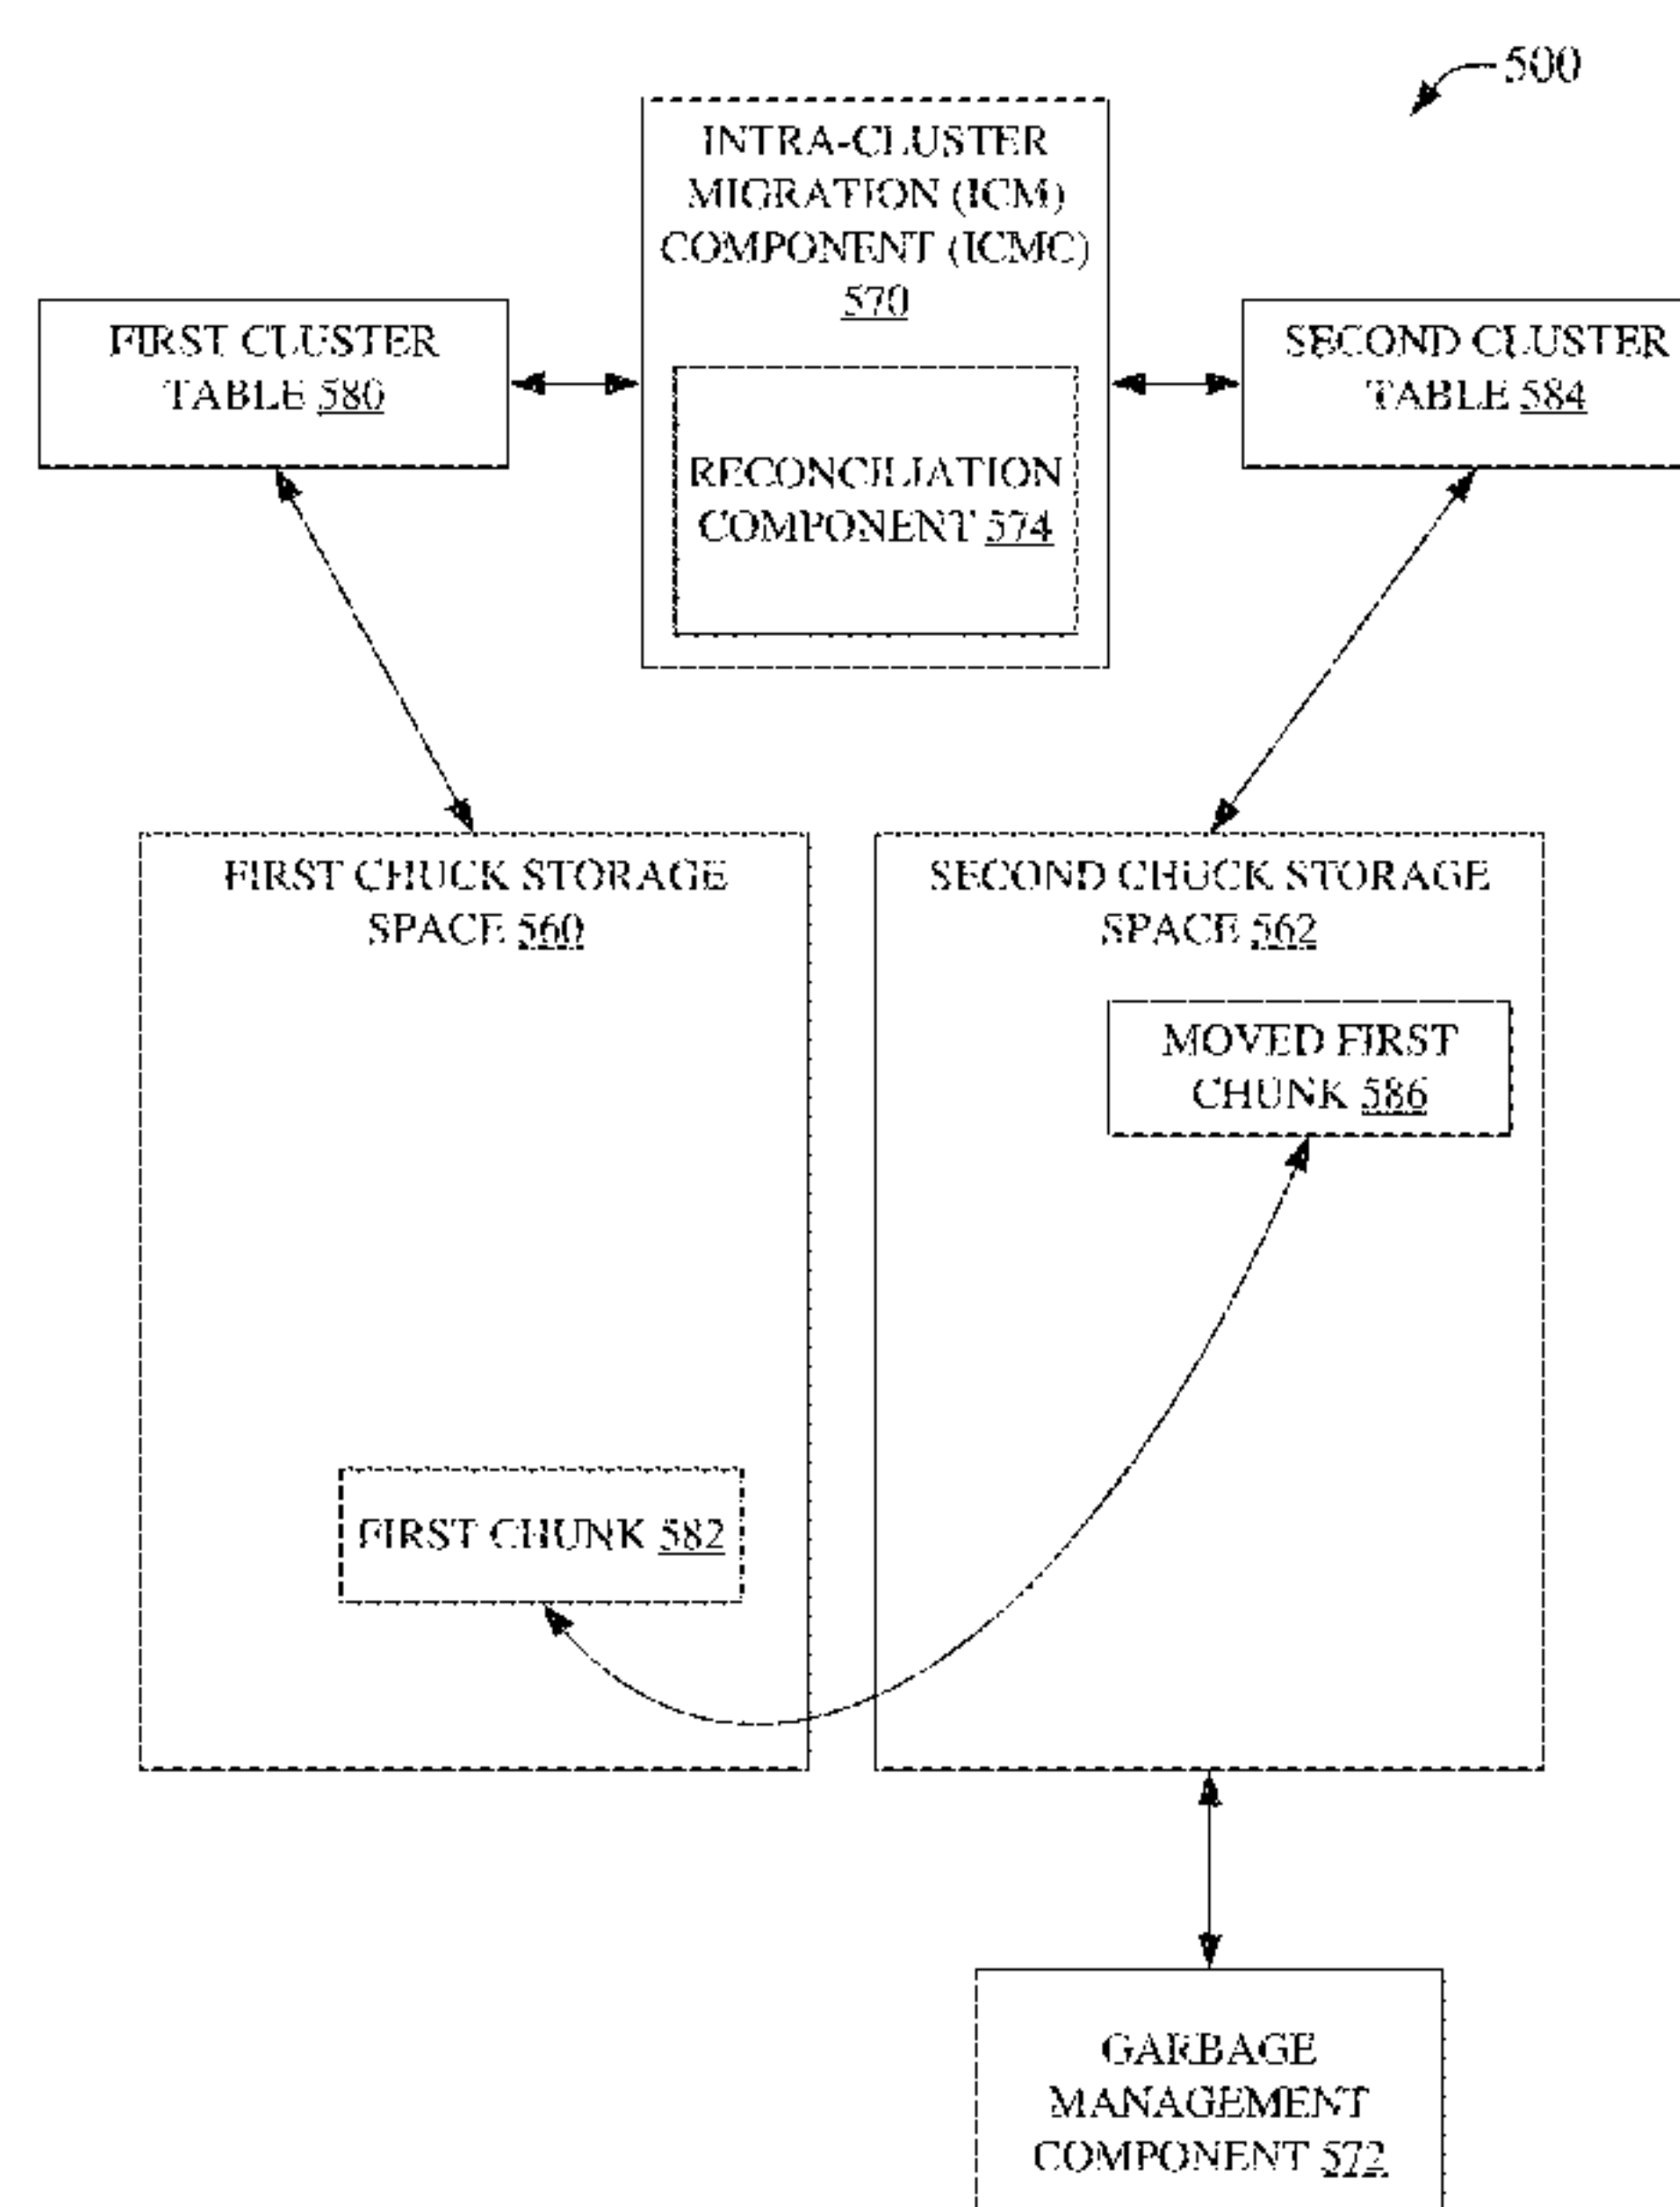 500
INTRA-CLUSTER
MIGRATION (ICM)
COMPONENT (ICMC)
570
FIRST CLUSTER
TABLE 580
SECOND CLUSTER
TABLE 584
RECONCILIATION
COMPONENT 574
FIRST CHUCK STORAGE
SPACE 560
SECOND CHUCK STORAGE
SPACE 562
MOVED FIRST
CHUNK 586
FIRST CHUNK 582
GARBAGE
MANAGEMENT
COMPONENT 572